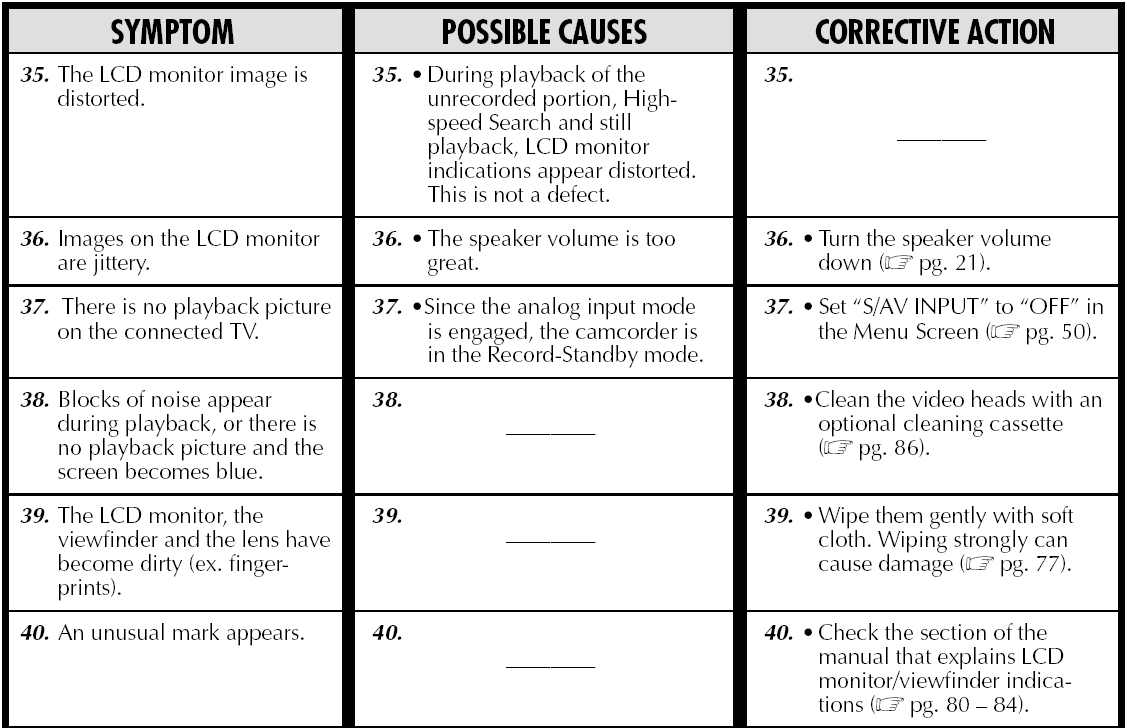 SYMPTOM
POSSIBLE CAUSES
CORRECTIVE ACTION
35. The LCD monitor image is
distorted.
35. • During playback of the
unrecorded portion, High-
speed Search and still
playback, LCD monitor
indications appear distorted.
This is not a defect.
35.
36. Images on the LCD monitor
are jittery.
36. • The speaker volume is too
great.
36. • Turn the speaker volume
down (☞ pg. 21).
37. There is no playback picture
on the connected TV.
37. •Since the analog input mode
is engaged, the camcorder is
in the Record-Standby mode.
37. • Set “S/AV INPUT” to “OFF” in
the Menu Screen (☞ pg. 50).
38. Blocks of noise appear
during playback, or there is
no playback picture and the
screen becomes blue.
38.
38. •Clean the video heads with an
optional cleaning cassette
(☞ pg. 86).
39. The LCD monitor, the
viewfinder and the lens have
become dirty (ex. finger-
prints).
39.
39. • Wipe them gently with soft
cloth. Wiping strongly can
cause damage (☞ pg. 77).
40. An unusual mark appears.
40.
40. • Check the section of the
manual that explains LCD
monitor/viewfinder indica-
tions (☞ pg. 80 – 84).